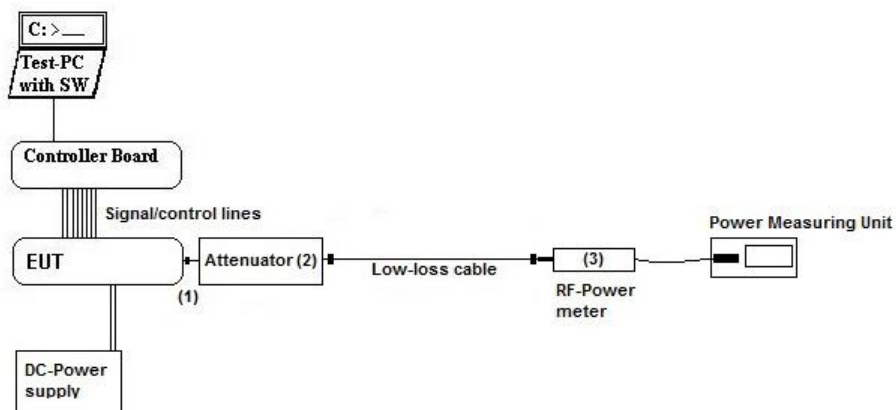 C: >__
Test-PC
with SW
Controller Board
Signal/control lines
Power Measuring Unit
EUT
Attenuator (2)
(3)
Low-loss cable
(1)
RF-Power
meter
DC-Power
supply